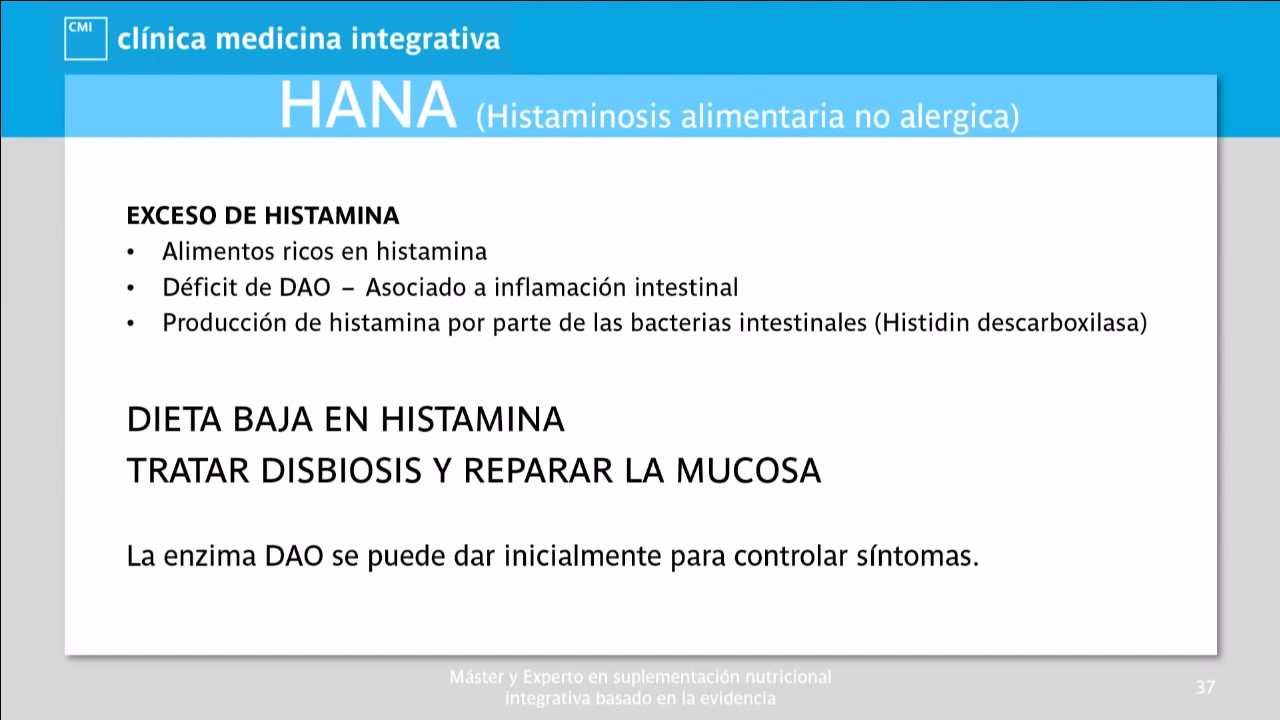 CMI
clínica medicina integrativa
HANA (Histaminosis alimentaria no alergica)
EXCESO DE HISTAMINA
• Alimentos ricos en histamina
• Déficit de DAO – Asociado a inflamación intestinal
• Producción de histamina por parte de las bacterias intestinales (Histidin descarboxilasa)
DIETA BAJA EN HISTAMINA
TRATAR DISBIOSIS Y REPARAR LA MUCOSA
La enzima DAO se puede dar inicialmente para controlar síntomas.
Máster y Experto en suplementación nutricional
integrativa basado en la evidencia
37